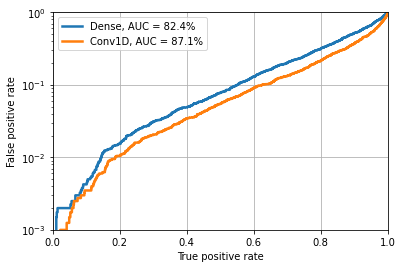 Dense, AUC = 82.4%
Conv1D, AUC = 87.1%
False positive rate
10⁰
10⁻¹
10⁻²
10⁻³
0.0 0.2 0.4 0.6 0.8 1.0
True positive rate